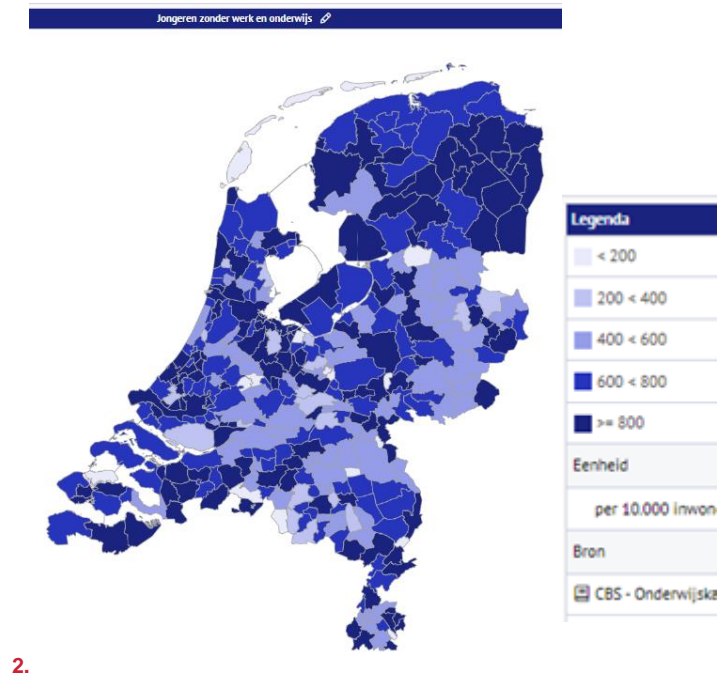 Jongeren zonder werk en onderwijs
Legenda
< 200
200 < 400
400 < 600
600 < 800
>= 800
Eenheid
per 10.000 inwon
Bron
CBS - Onderwijska
2.